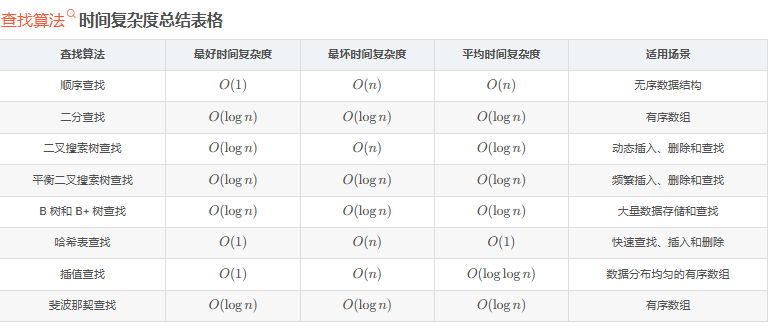 查找算法 时间复杂度总结表格
查找算法 最好时间复杂度 最坏时间复杂度 平均时间复杂度 适用场景
顺序查找 O(1) O(n) O(n) 无序数据结构
二分查找 O(log n) O(log n) O(log n) 有序数组
二叉搜索树查找 O(log n) O(n) O(log n) 动态插入、删除和查找
平衡二叉搜索树查找 O(log n) O(log n) O(log n) 频繁插入、删除和查找
B 树和 B+ 树查找 O(log n) O(log n) O(log n) 大量数据存储和查找
哈希表查找 O(1) O(n) O(1) 快速查找、插入和删除
插值查找 O(1) O(n) O(log log n) 数据分布均匀的有序数组
斐波那契查找 O(log n) O(log n) O(log n) 有序数组